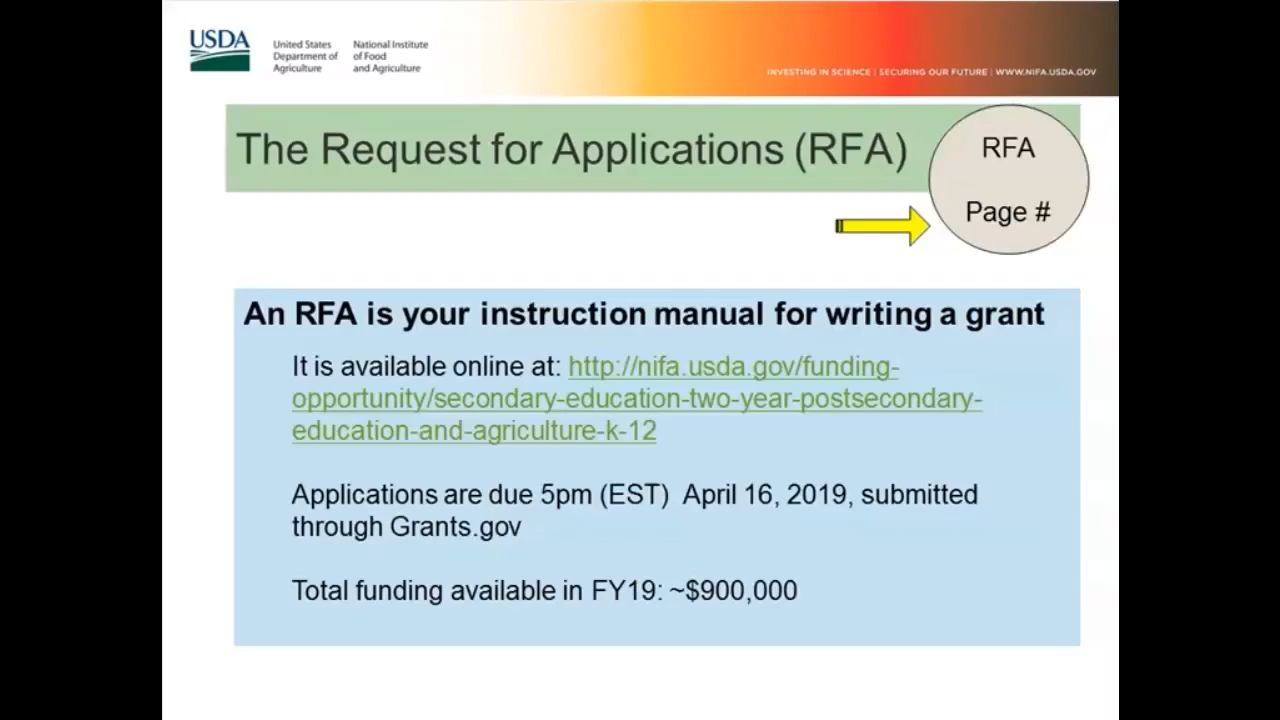 USDA
United States
Department of
Agriculture
National Institute
of Food
and Agriculture
INVESTING IN SCIENCE | SECURING OUR FUTURE | WWW.NIFA.USDA.GOV
The Request for Applications (RFA)
RFA
Page #
An RFA is your instruction manual for writing a grant
It is available online at: http://nifa.usda.gov/funding-
opportunity/secondary-education-two-year-postsecondary-
education-and-agriculture-k-12
Applications are due 5pm (EST)  April 16, 2019, submitted
through Grants.gov
Total funding available in FY19: ~$900,000